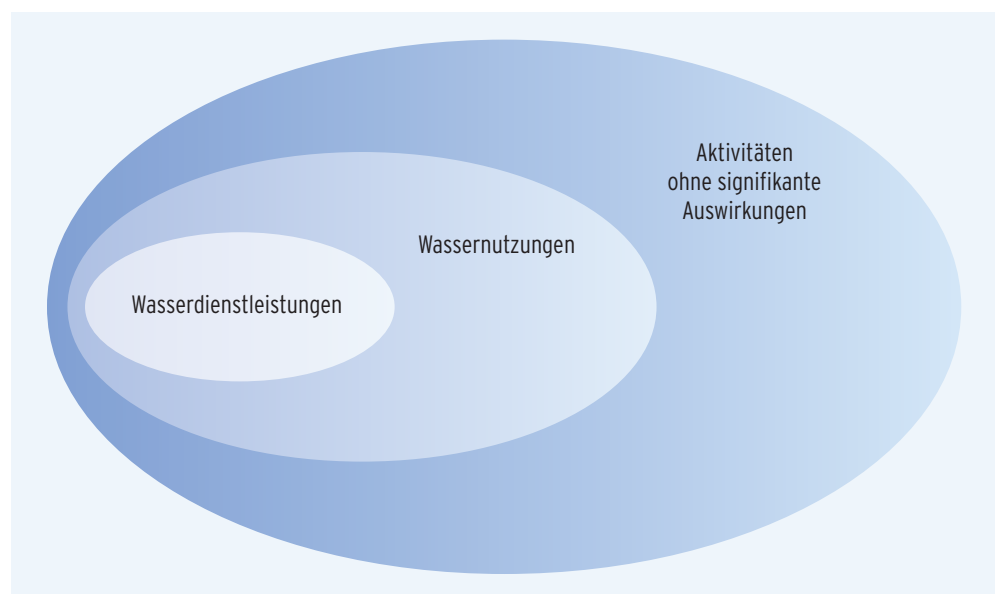 Aktivitäten
ohne signifikante
Auswirkungen
Wassernutzungen
Wasserdienstleistungen